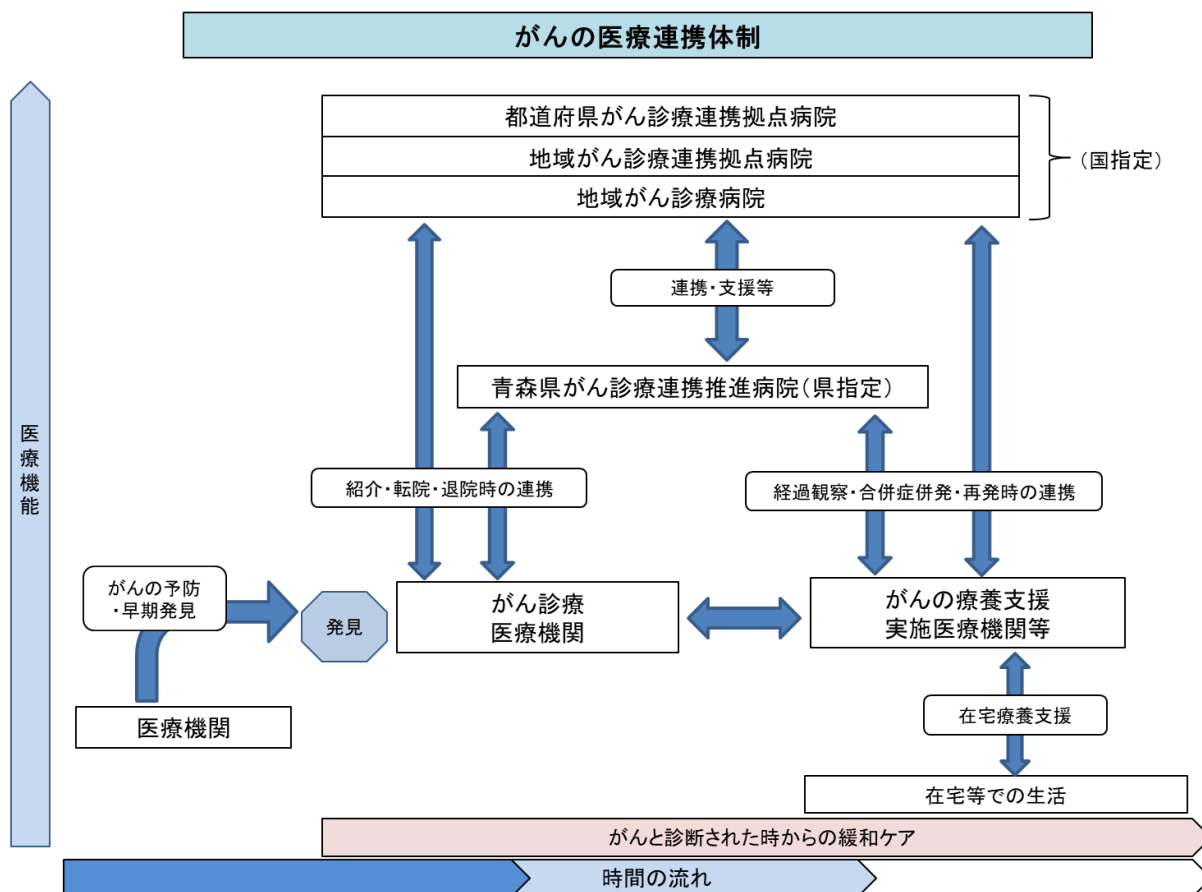 がんの医療連携体制
都道府県がん診療連携拠点病院
地域がん診療連携拠点病院
地域がん診療病院
（国指定）
連携・支援等
青森県がん診療連携推進病院（県指定）
医療機能
紹介・転院・退院時の連携
経過観察・合併症併発・再発時の連携
がんの予防
・早期発見
発見
がん診療
医療機関
がんの療養支援
実施医療機関等
医療機関
在宅療養支援
在宅等での生活
がんと診断された時からの緩和ケア
時間の流れ